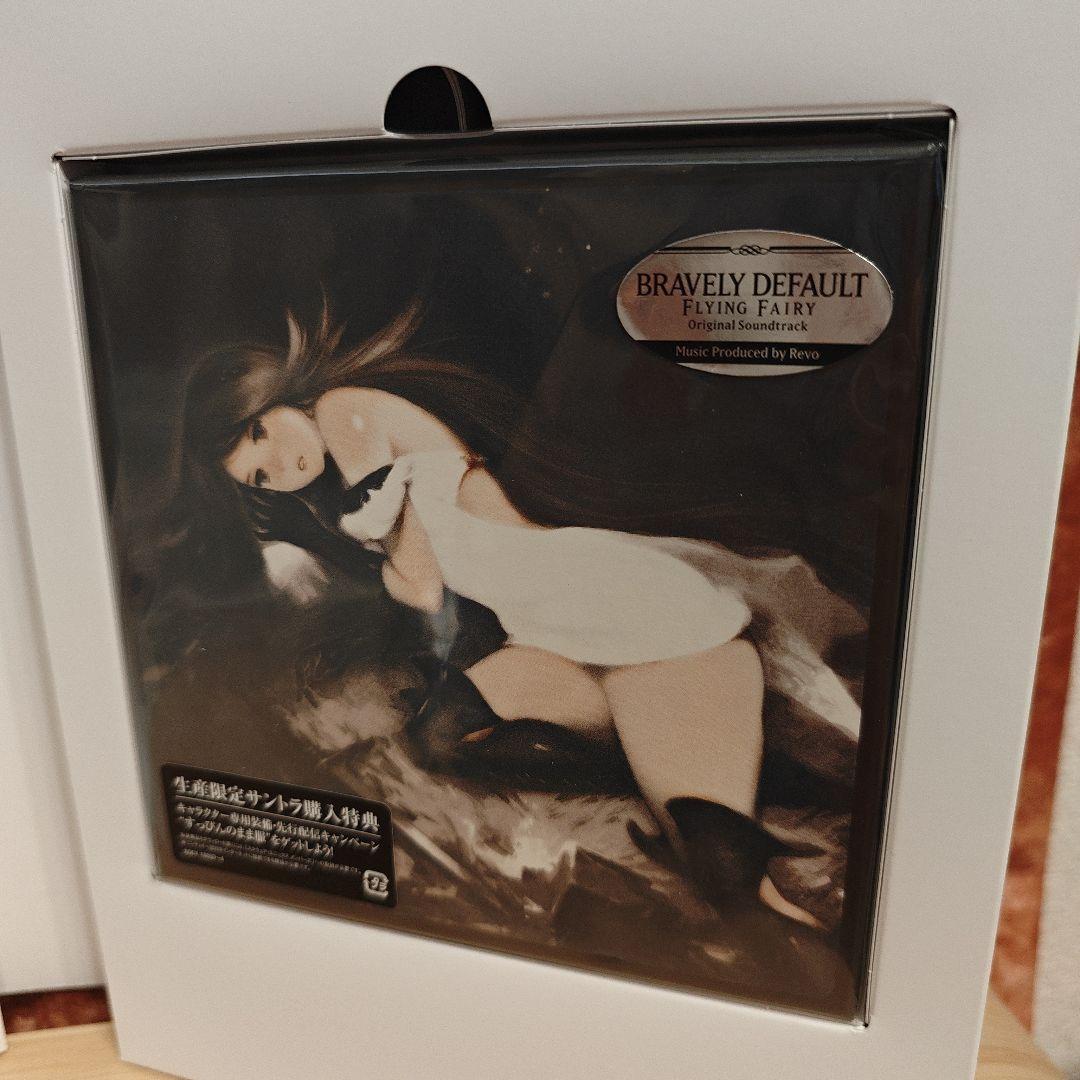 BRAVELY DEFAULT
FLYING FAIRY
Original Soundtrack
Music Produced by Revo
生産限定サントラ購入特典
キャラクター専用装備・先行配信キャンペーン
"すっぴんのまま服"をゲットしよう!